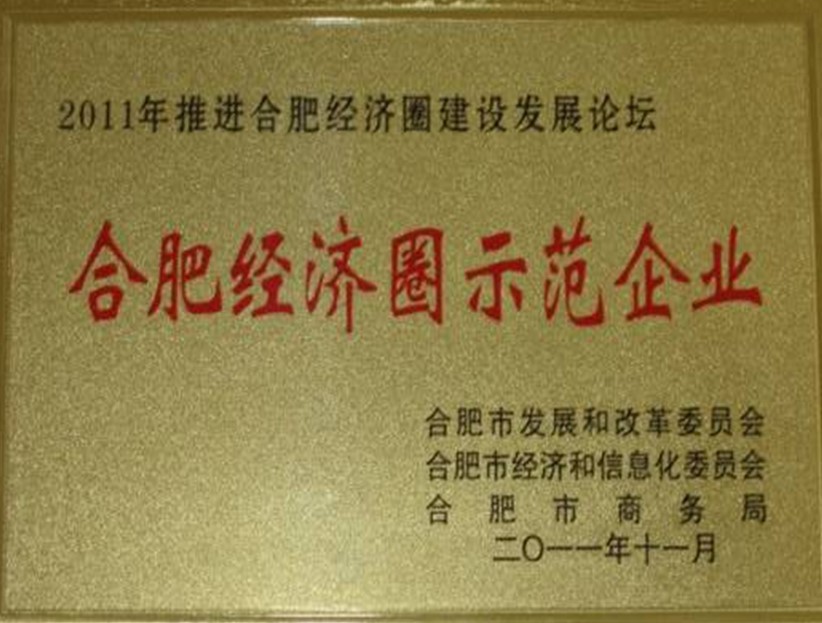 2011年推进合肥经济圈建设发展论坛
合肥经济圈示范企业
合肥市发展和改革委员会
合肥市经济和信息化委员会
合肥市商务局
二〇一一年十一月